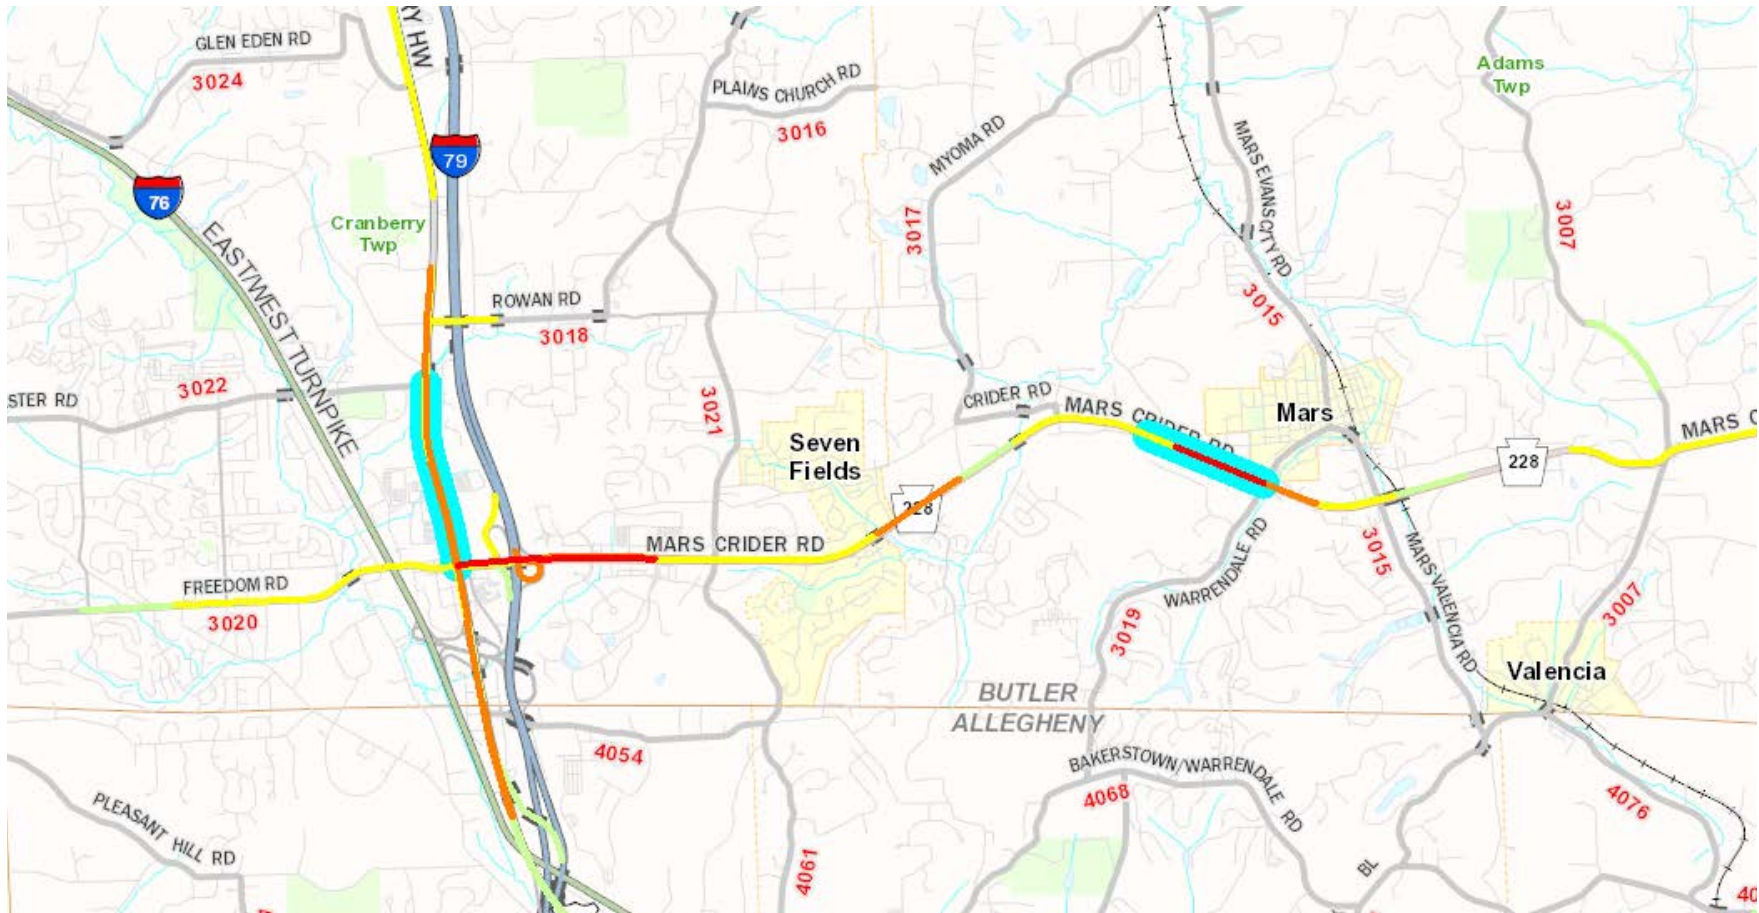 GLEN EDEN RD
3024
RY HW
79
76
Cranberry
Twp
EAST/WEST TURNPIKE
PLAINS CHURCH RD
3016
MYOMA RD
3017
MARS EVANS CITY RD
3015
Adams
Twp
3007
ROWAN RD
3018
3022
STER RD
3021
CRIDER RD
MARS CRIDER RD
Mars
MARS C
228
Seven
Fields
228
MARS CRIDER RD
FREEDOM RD
3020
WARRENDALE RD
3019
3015
MARS-VALENCIA RD
3007
Valencia
BUTLER
ALLEGHENY
4054
BAKERSTOWN/WARRENDALE RD
4068
4076
PLEASANT HILL RD
4061
BL
40